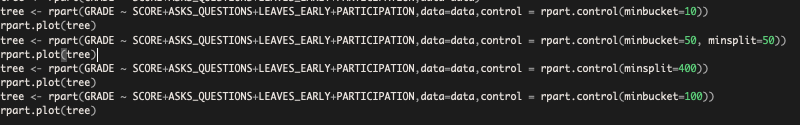 tree <- rpart(GRADE ~ SCORE+ASKS_QUESTIONS+LEAVES_EARLY+PARTICIPATION,data=data,control = rpart.control(minbucket=10))
rpart.plot(tree)
tree <- rpart(GRADE ~ SCORE+ASKS_QUESTIONS+LEAVES_EARLY+PARTICIPATION,data=data,control = rpart.control(minbucket=50, minsplit=50))
rpart.plot(tree)
tree <- rpart(GRADE ~ SCORE+ASKS_QUESTIONS+LEAVES_EARLY+PARTICIPATION,data=data,control = rpart.control(minsplit=400))
rpart.plot(tree)
tree <- rpart(GRADE ~ SCORE+ASKS_QUESTIONS+LEAVES_EARLY+PARTICIPATION,data=data,control = rpart.control(minbucket=100))
rpart.plot(tree)